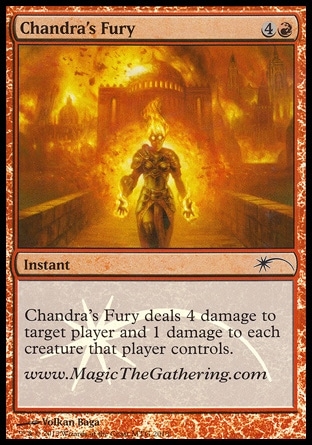 Chandra's Fury 4
Instant
Chandra's Fury deals 4 damage to
target player and 1 damage to each
creature that player controls.
www.MagicTheGathering.com
Volkan Baga